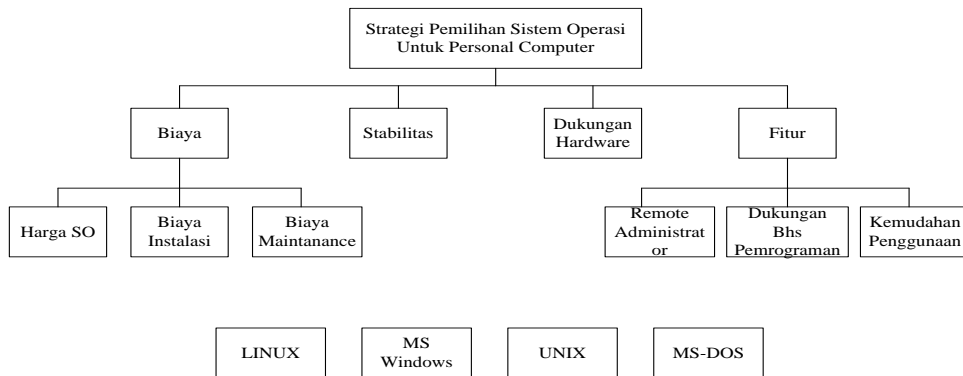 Strategi Pemilihan Sistem Operasi
Untuk Personal Computer
Biaya
Stabilitas
Dukungan
Hardware
Fitur
Harga SO
Biaya
Instalasi
Biaya
Maintanance
Remote
Administrat
or
Dukungan
Bhs
Pemrograman
Kemudahan
Penggunaan
LINUX
MS
Windows
UNIX
MS-DOS